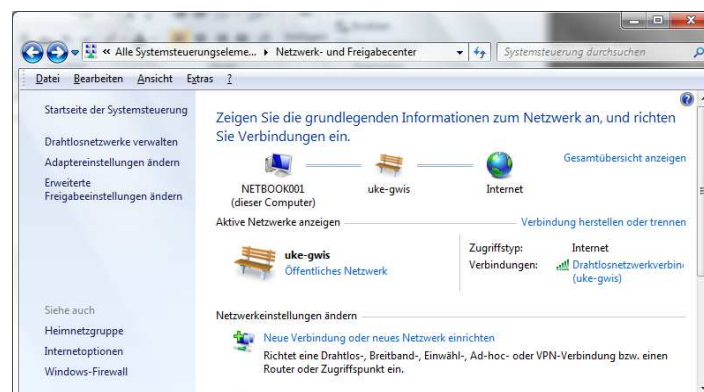 « Alle Systemsteuerungseleme... ▸ Netzwerk- und Freigabecenter
Systemsteuerung durchsuchen
Datei Bearbeiten Ansicht Extras ?
Startseite der Systemsteuerung
Drahtlosnetzwerke verwalten
Adaptereinstellungen ändern
Erweiterte
Freigabeeinstellungen ändern
Siehe auch
Heimnetzgruppe
Internetoptionen
Windows-Firewall
Zeigen Sie die grundlegenden Informationen zum Netzwerk an, und richten
Sie Verbindungen ein.
NETBOOK001
(dieser Computer)
uke-gwis
Internet
Gesamtübersicht anzeigen
Aktive Netzwerke anzeigen
Verbindung herstellen oder trennen
uke-gwis
Öffentliches Netzwerk
Zugriffstyp: Internet
Verbindungen: Drahtlosnetzwerkverbin
(uke-gwis)
Netzwerkeinstellungen ändern
Neue Verbindung oder neues Netzwerk einrichten
Richtet eine Drahtlos-, Breitband-, Einwähl-, Ad-hoc- oder VPN-Verbindung bzw. einen
Router oder Zugriffspunkt ein.